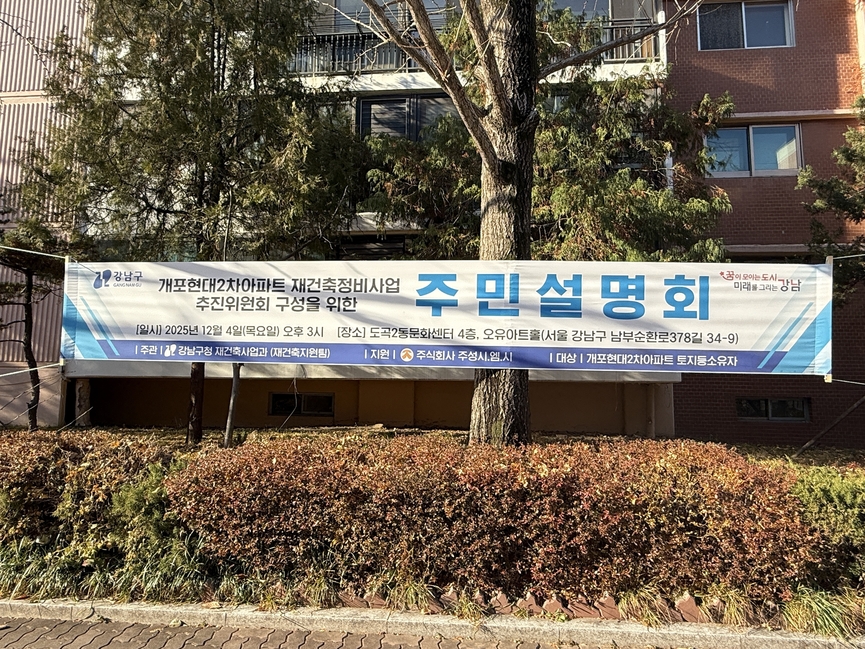 강남구
GANG NAM-GU
개포현대2차아파트 재건축정비사업
추진위원회 구성을 위한
주민설명회
꿈이 모이는 도시
미래를 그리는 강남
[일시] 2025년 12월 4일(목요일) 오후 3시 [장소] 도곡2동문화센터 4층, 오유아트홀(서울 강남구 남부순환로378길 34-9)
| 주관 | 강남구청 재건축사업과 (재건축지원팀) | 지원 | 주식회사 주성시.엠.시 | 대상 | 개포현대2차아파트 토지등소유자